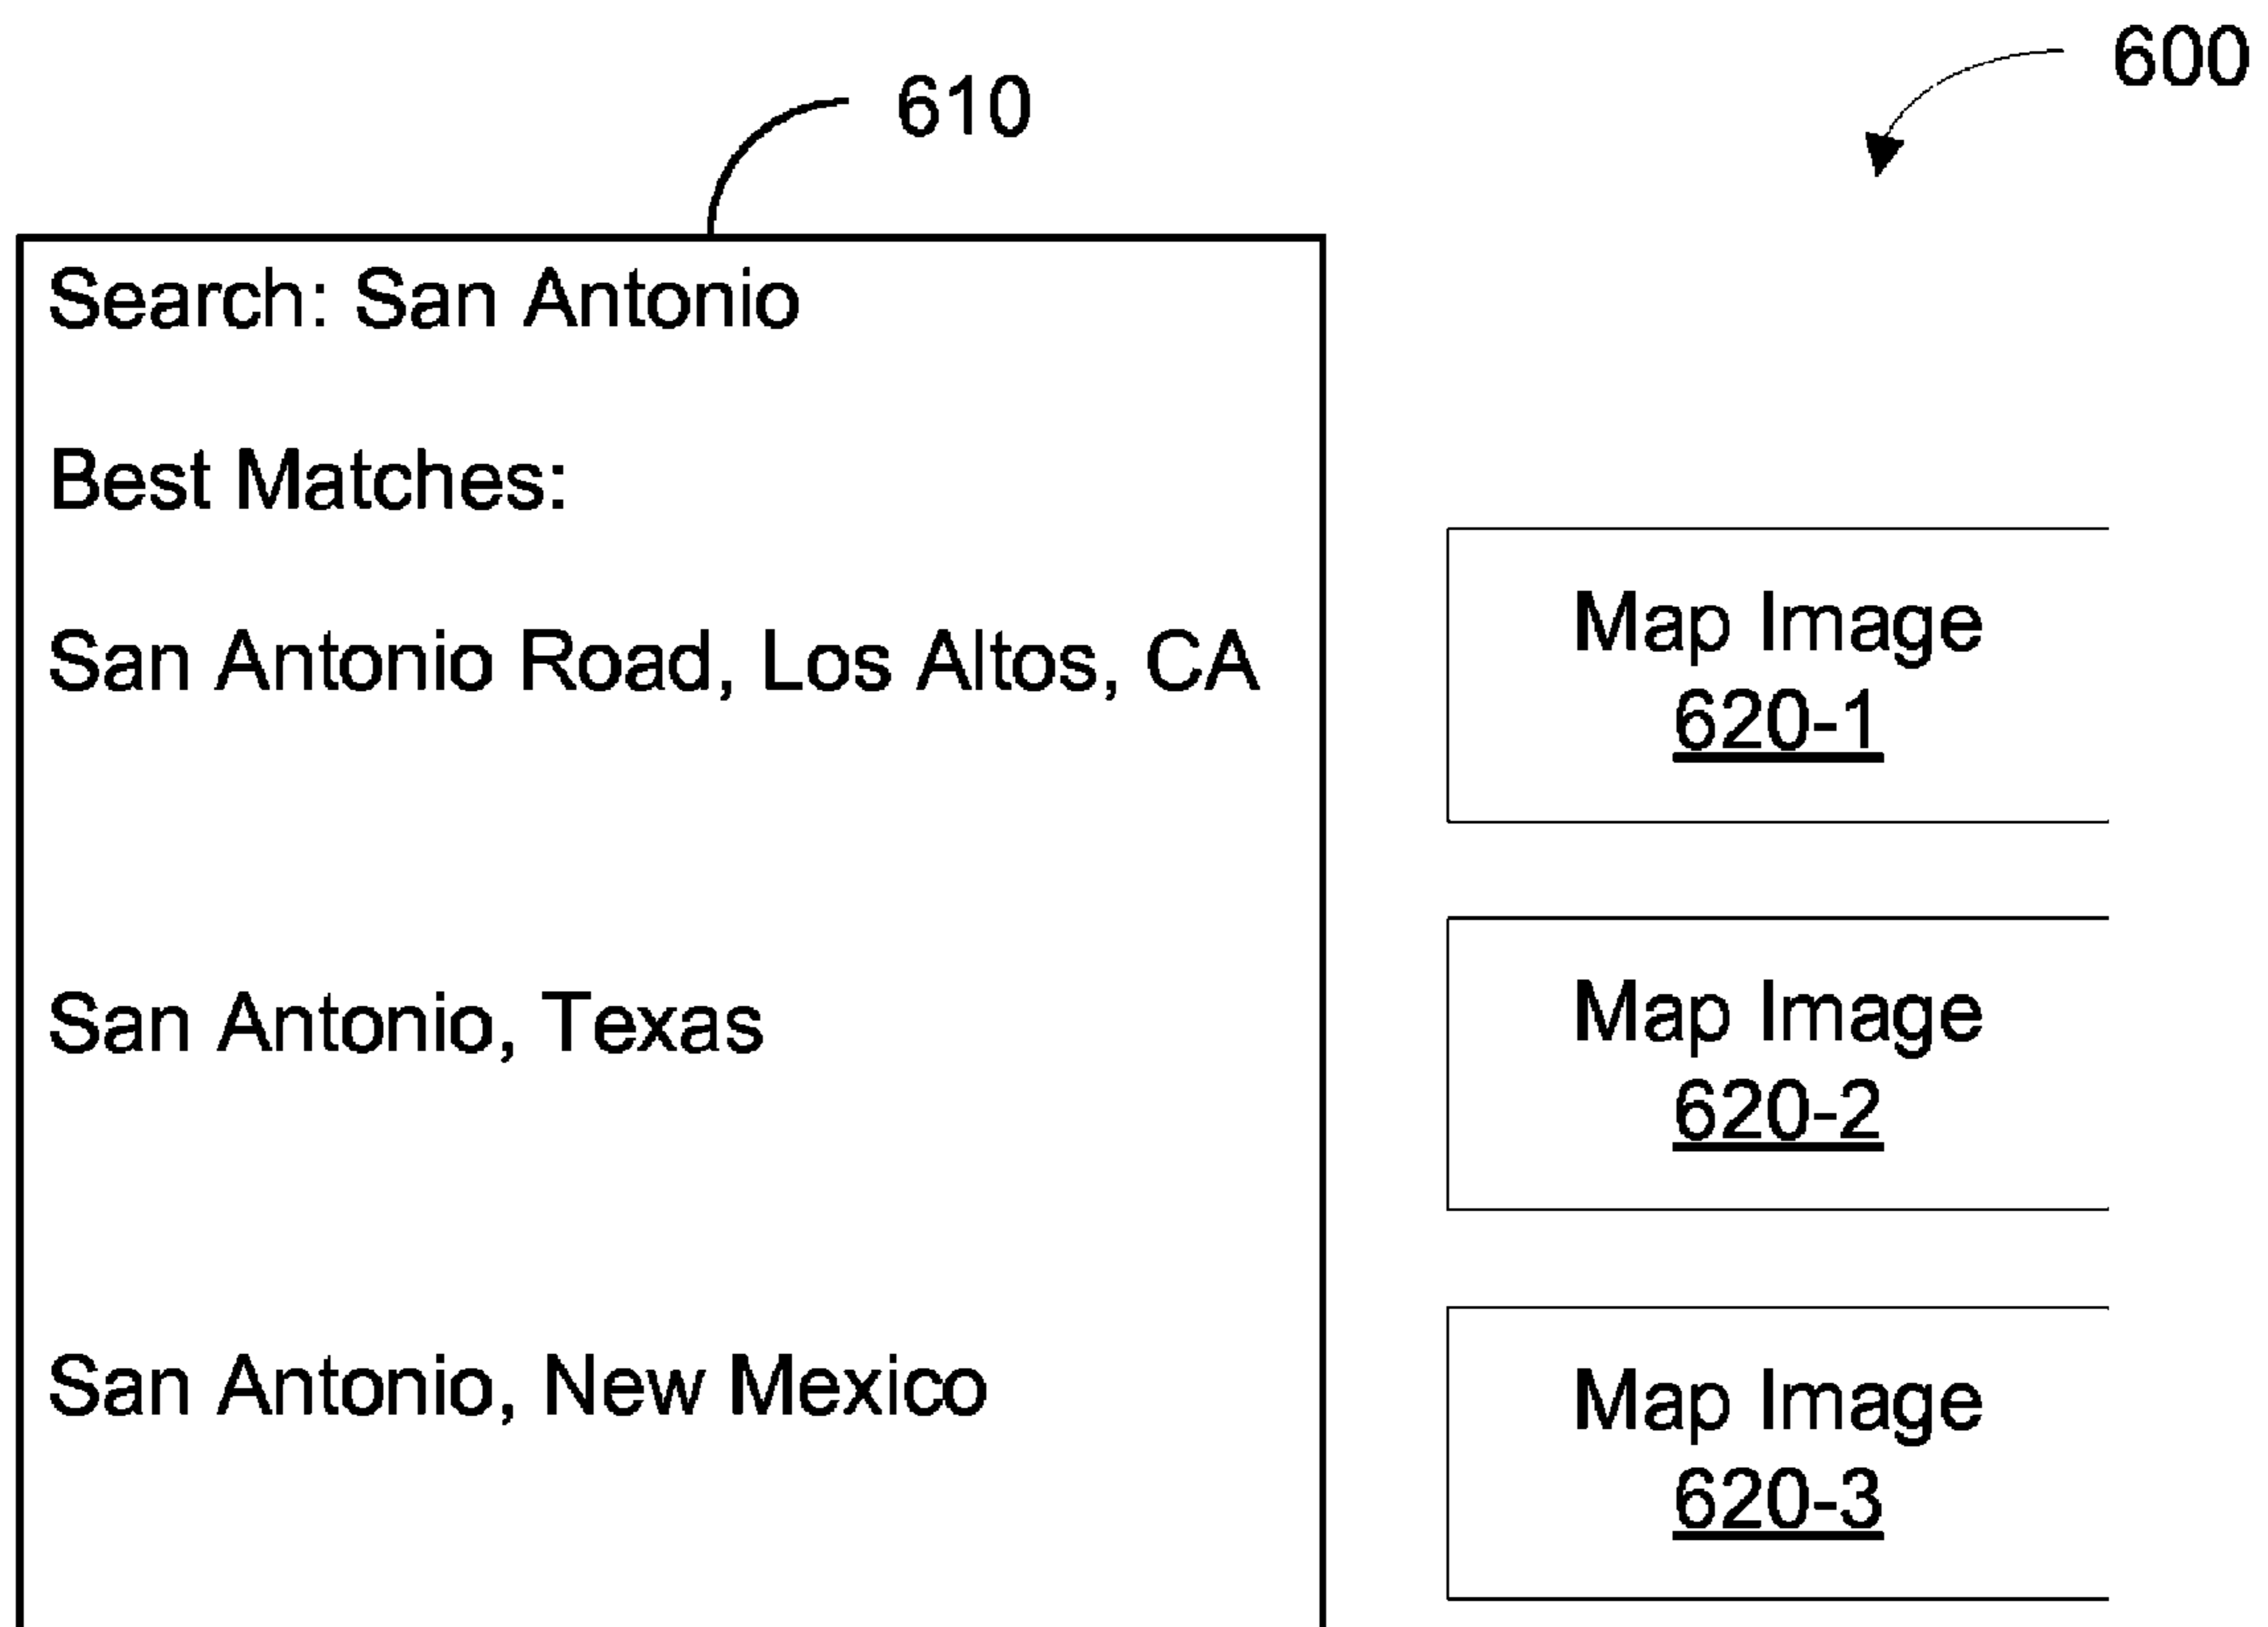 600
610
Search: San Antonio
Best Matches:
San Antonio Road, Los Altos, CA
San Antonio, Texas
San Antonio, New Mexico
Map Image
620-1
Map Image
620-2
Map Image
620-3